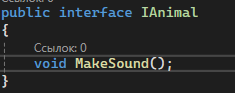 Ссылок: 0
public interface IAnimal
{
Ссылок: 0
void MakeSound();
}